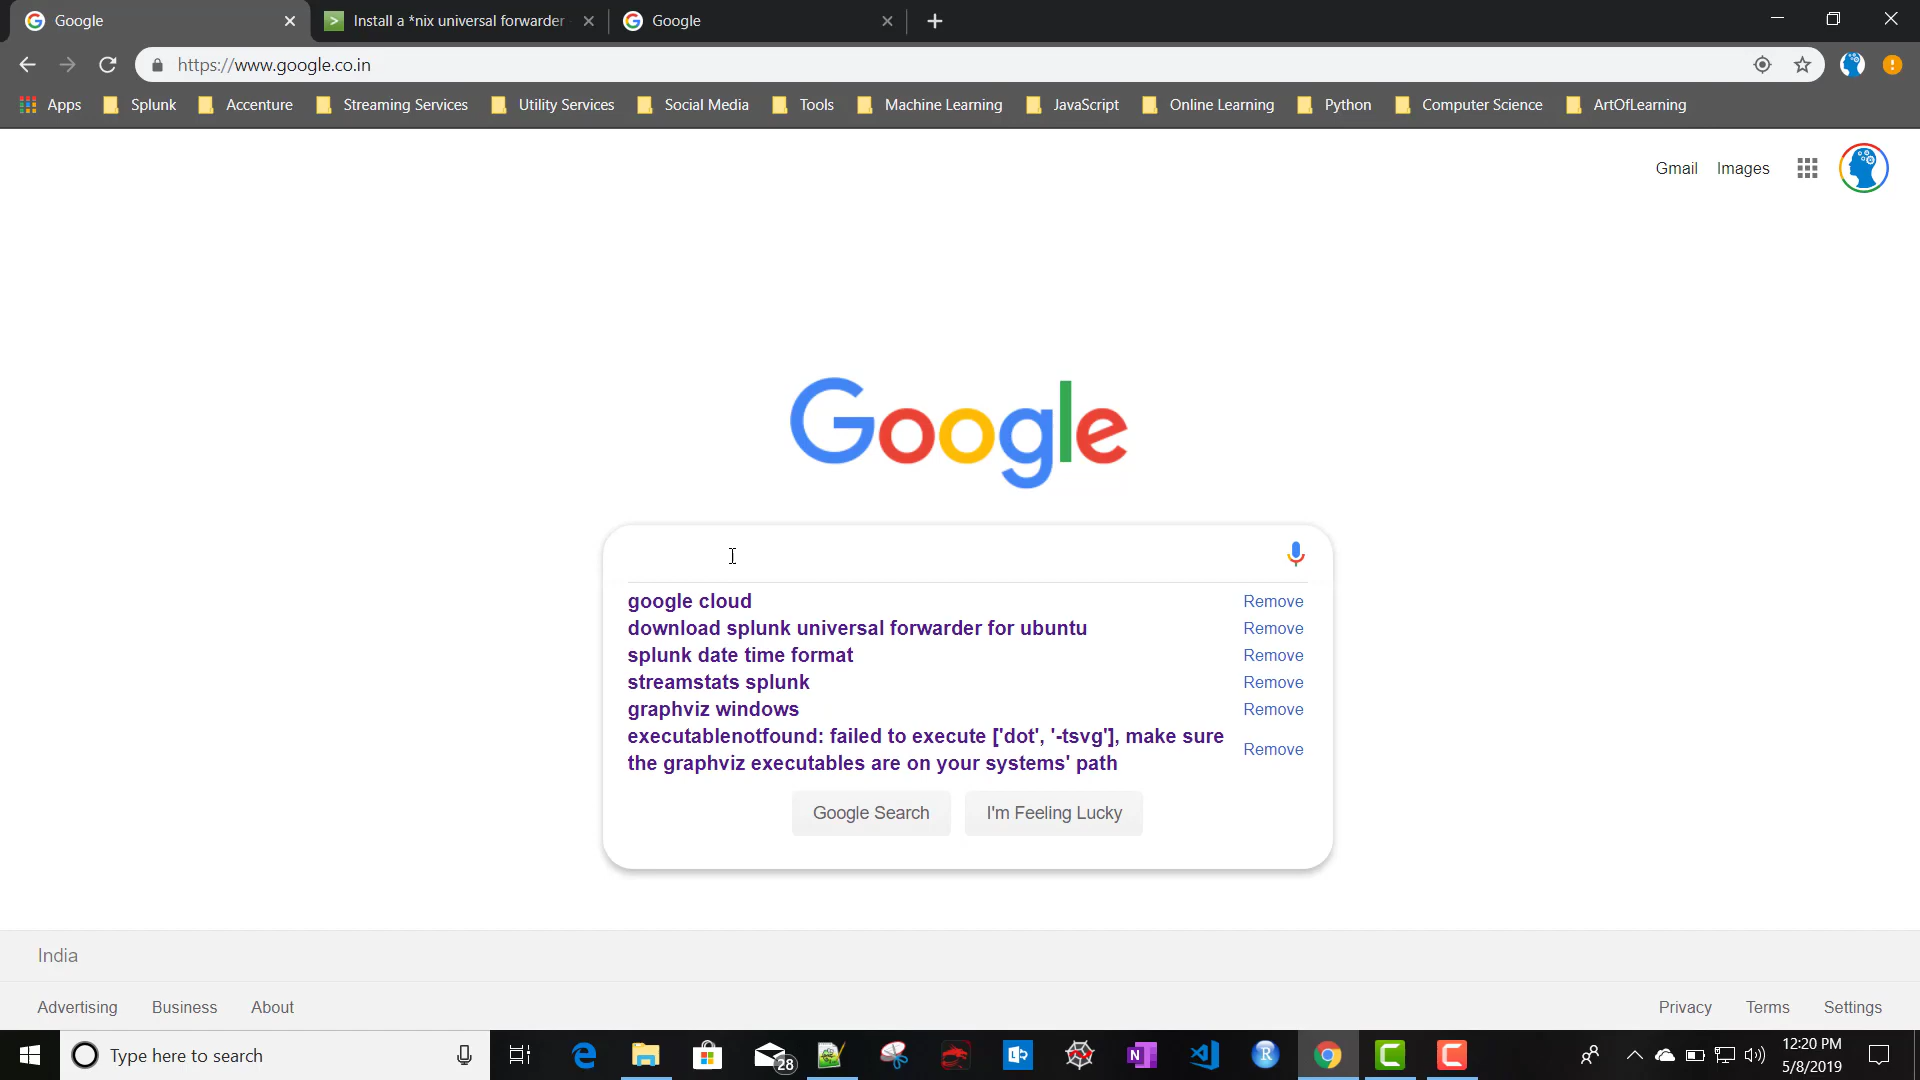 Google
Install a *nix universal forwarder
Google
https://www.google.co.in
Apps
Splunk
Accenture
Streaming Services
Utility Services
Social Media
Tools
Machine Learning
JavaScript
Online Learning
Python
Computer Science
ArtOfLearning
Gmail
Images
Google
google cloud
Remove
download splunk universal forwarder for ubuntu
Remove
splunk date time format
Remove
streamstats splunk
Remove
graphviz windows
Remove
executablenotfound: failed to execute ['dot', '-tsvg'], make sure
the graphviz executables are on your systems' path
Remove
Google Search
I'm Feeling Lucky
India
Advertising
Business
About
Privacy
Terms
Settings
Type here to search
28
12:20 PM
5/8/2019